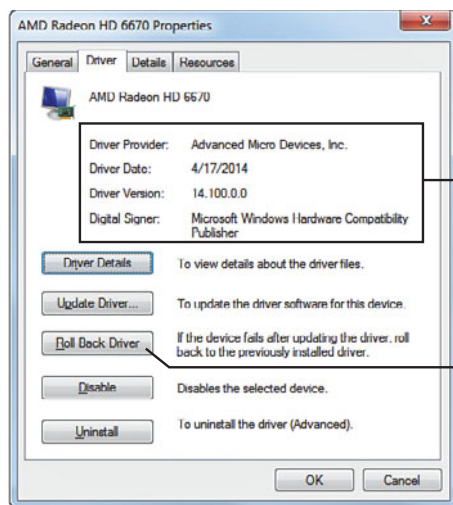 AMD Radeon HD 6670 Properties
General Driver Details Resources
AMD Radeon HD 6670
Driver Provider: Advanced Micro Devices, Inc.
Driver Date: 4/17/2014
Driver Version: 14.100.0.0
Digital Signer: Microsoft Windows Hardware Compatibility
Publisher
Driver Details To view details about the driver files.
Update Driver... To update the driver software for this device.
Roll Back Driver If the device fails after updating the driver, roll
back to the previously installed driver.
Disable Disables the selected device.
Uninstall To uninstall the driver (Advanced).
OK Cancel